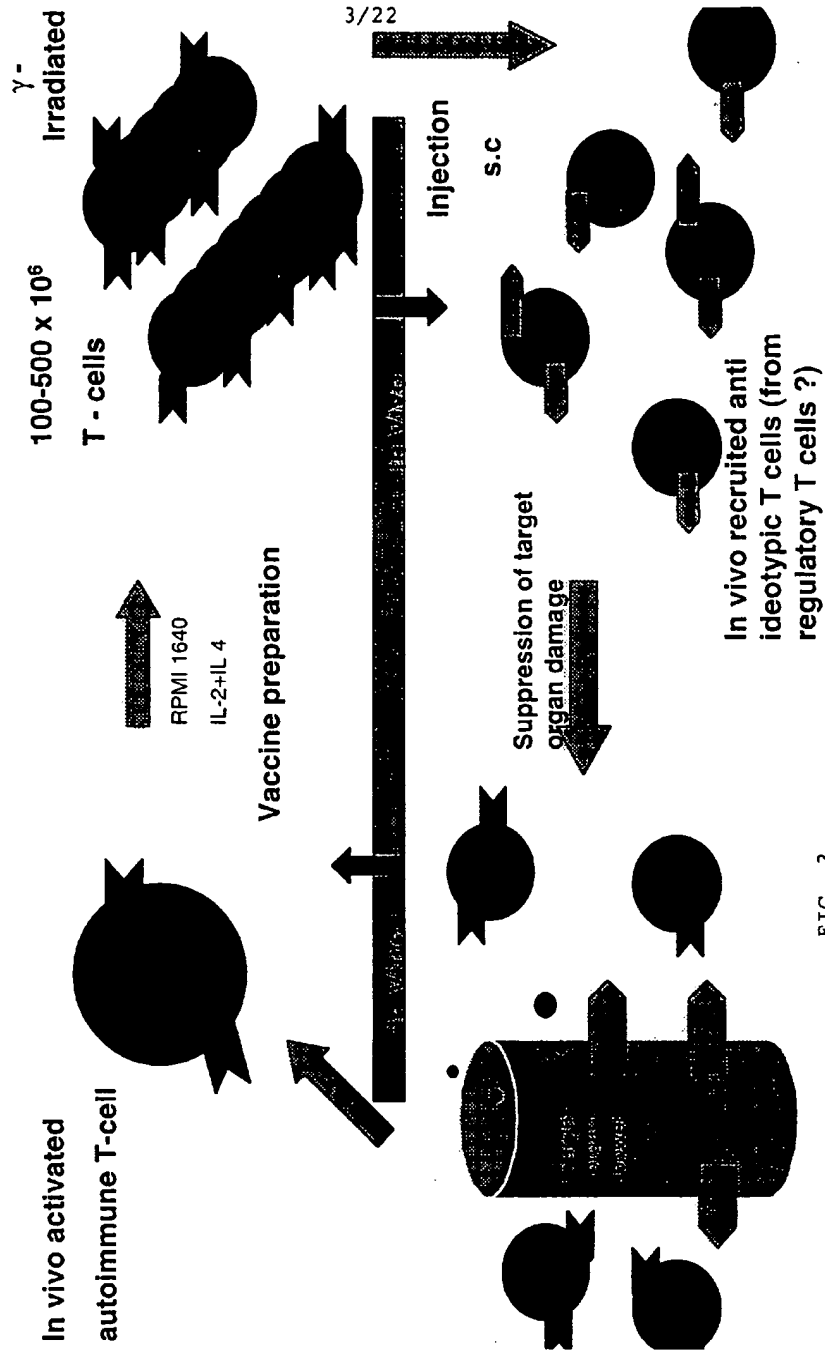 3/22
In vivo activated
autoimmune T-cell
RPMI 1640
IL-2+IL 4
Vaccine preparation
100-500 x 10⁶
T - cells
γ -
Irradiated
Injection
s.c
Suppression of target
organ damage
In vivo recruited anti
ideotypic T cells (from
regulatory T cells ?)